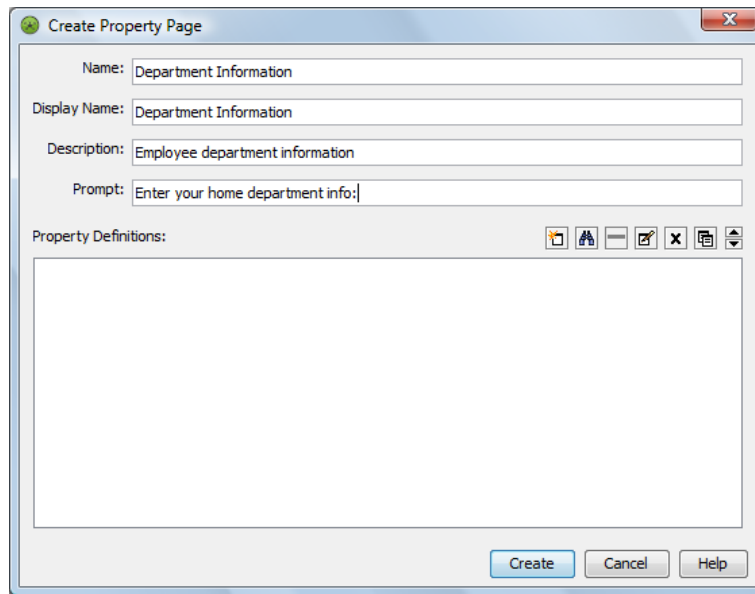 Create Property Page
Name: Department Information
Display Name: Department Information
Description: Employee department information
Prompt: Enter your home department info:
Property Definitions:
Create Cancel Help